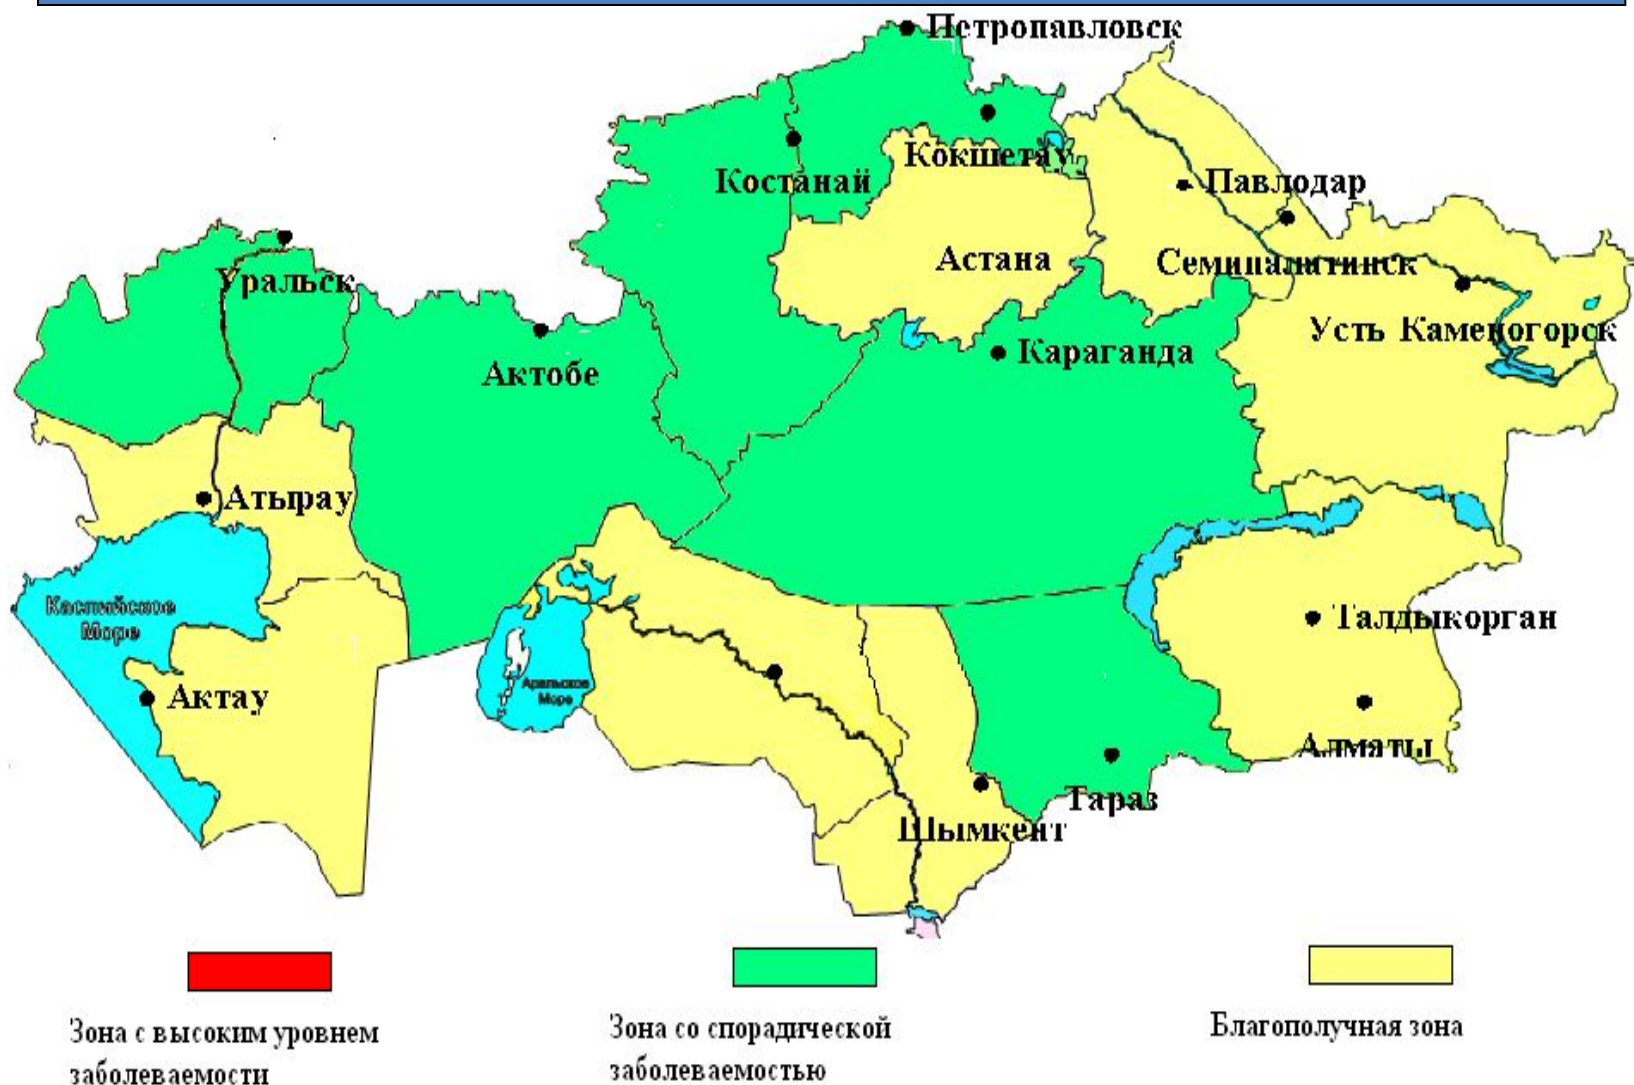 Петропавловск
Кокшетау
Костанай
Павлодар
Астана
Семипалатинск
Уральск
Усть Каменогорск
Караганда
Актобе
Атырау
Каспийское
Море
Талдыкорган
Аральское
Море
Актау
Алматы
Тараз
Шымкент
Зона с высоким уровнем
заболеваемости
Зона со спорадической
заболеваемостью
Благополучная зона